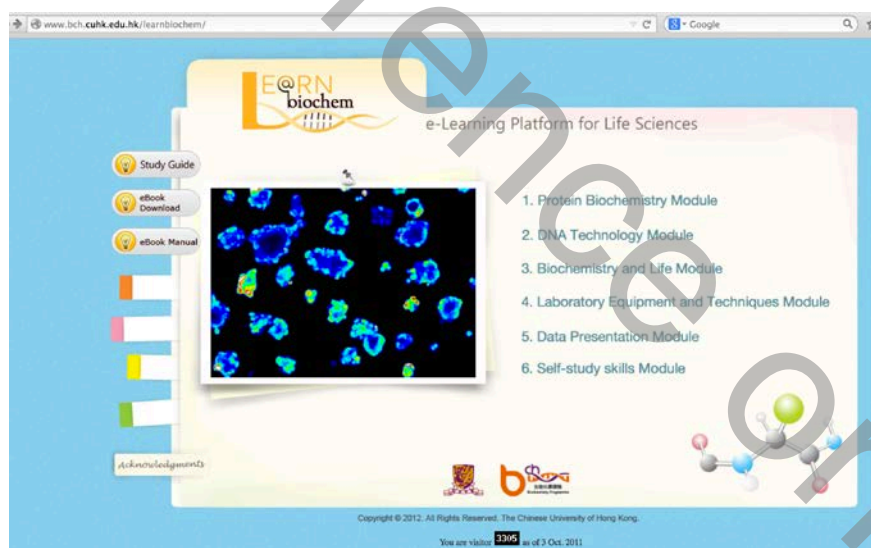 www.bch.cuhk.edu.hk/learnbiochem/
Google
LE@RN
biochem
e-Learning Platform for Life Sciences
Study Guide
eBook
Download
eBook Manual
1. Protein Biochemistry Module
2. DNA Technology Module
3. Biochemistry and Life Module
4. Laboratory Equipment and Techniques Module
5. Data Presentation Module
6. Self-study skills Module
Acknowledgments
Biochemistry Programme
Copyright © 2012. All Rights Reserved. The Chinese University of Hong Kong.
You are visitor 3305 as of 3 Oct. 2011